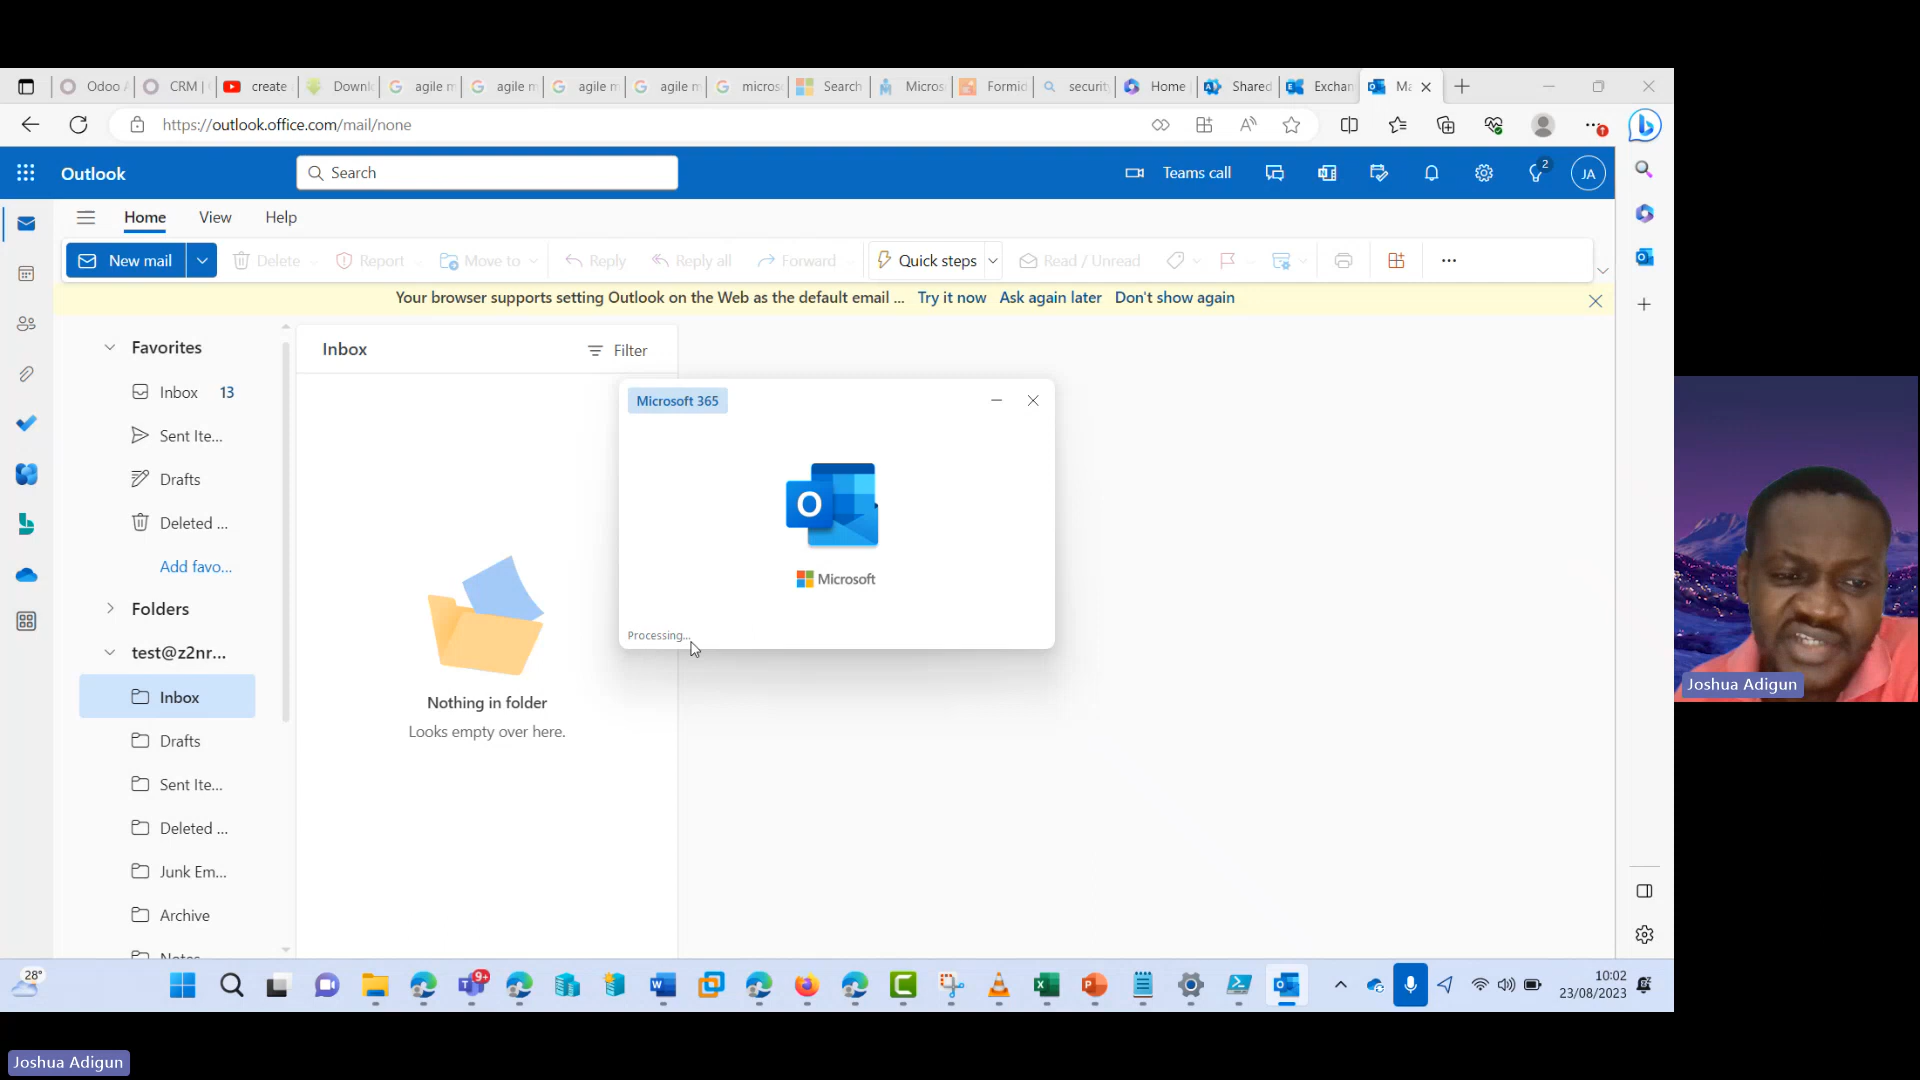 Odoo
CRM |
create
Downl
agile m
agile m
agile m
agile m
micros
Search
Micros
Formid
securit
Home
Shared
Exchan
Ma
https://outlook.office.com/mail/none
Outlook
Search
Teams call
2
JA
Home
View
Help
New mail
Delete
Report
Move to
Reply
Reply all
Forward
Quick steps
Read / Unread
Your browser supports setting Outlook on the Web as the default email ... Try it now Ask again later Don't show again
Favorites
Inbox 13
Sent Ite...
Drafts
Deleted ...
Add favo...
Folders
test@z2nr...
Inbox
Drafts
Sent Ite...
Deleted ...
Junk Em...
Archive
Inbox
Filter
Nothing in folder
Looks empty over here.
Microsoft 365
Microsoft
Processing...
Joshua Adigun
28°
9+
10:02
23/08/2023
Joshua Adigun